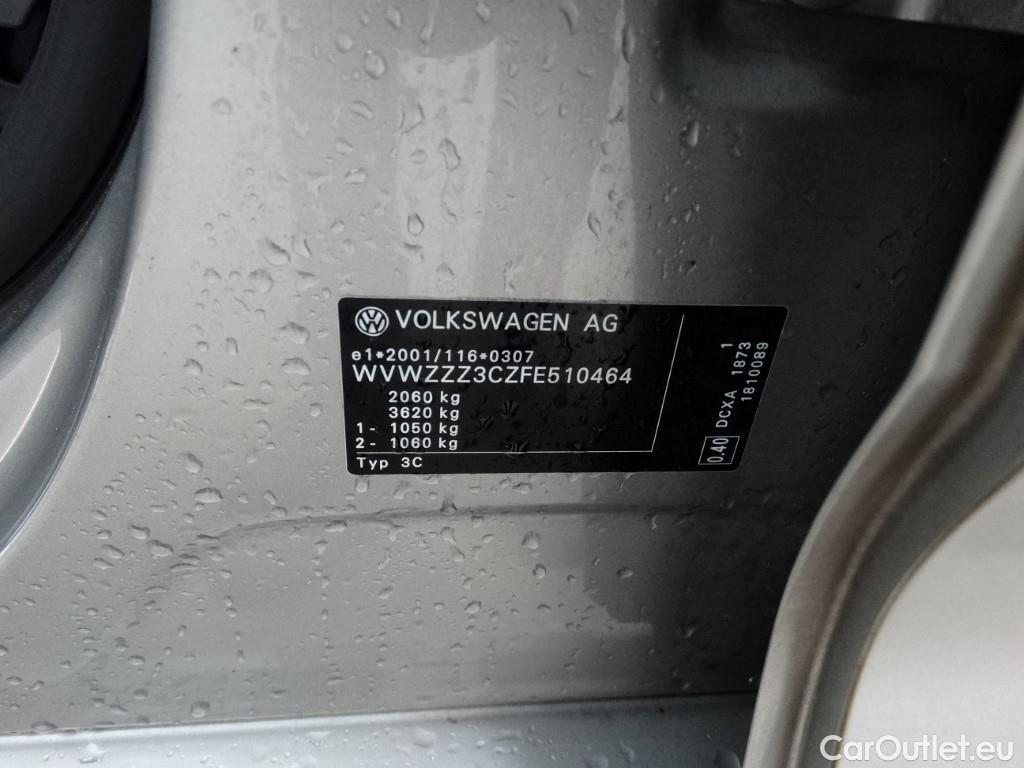 VOLKSWAGEN AG
e1*2001/116*0307
WVWZZZ3CZFE510464
2060 kg
3620 kg
1- 1050 kg
2- 1060 kg
Typ 3C
0.40 DCXA 1873 1
1810089
CarOutlet.eu